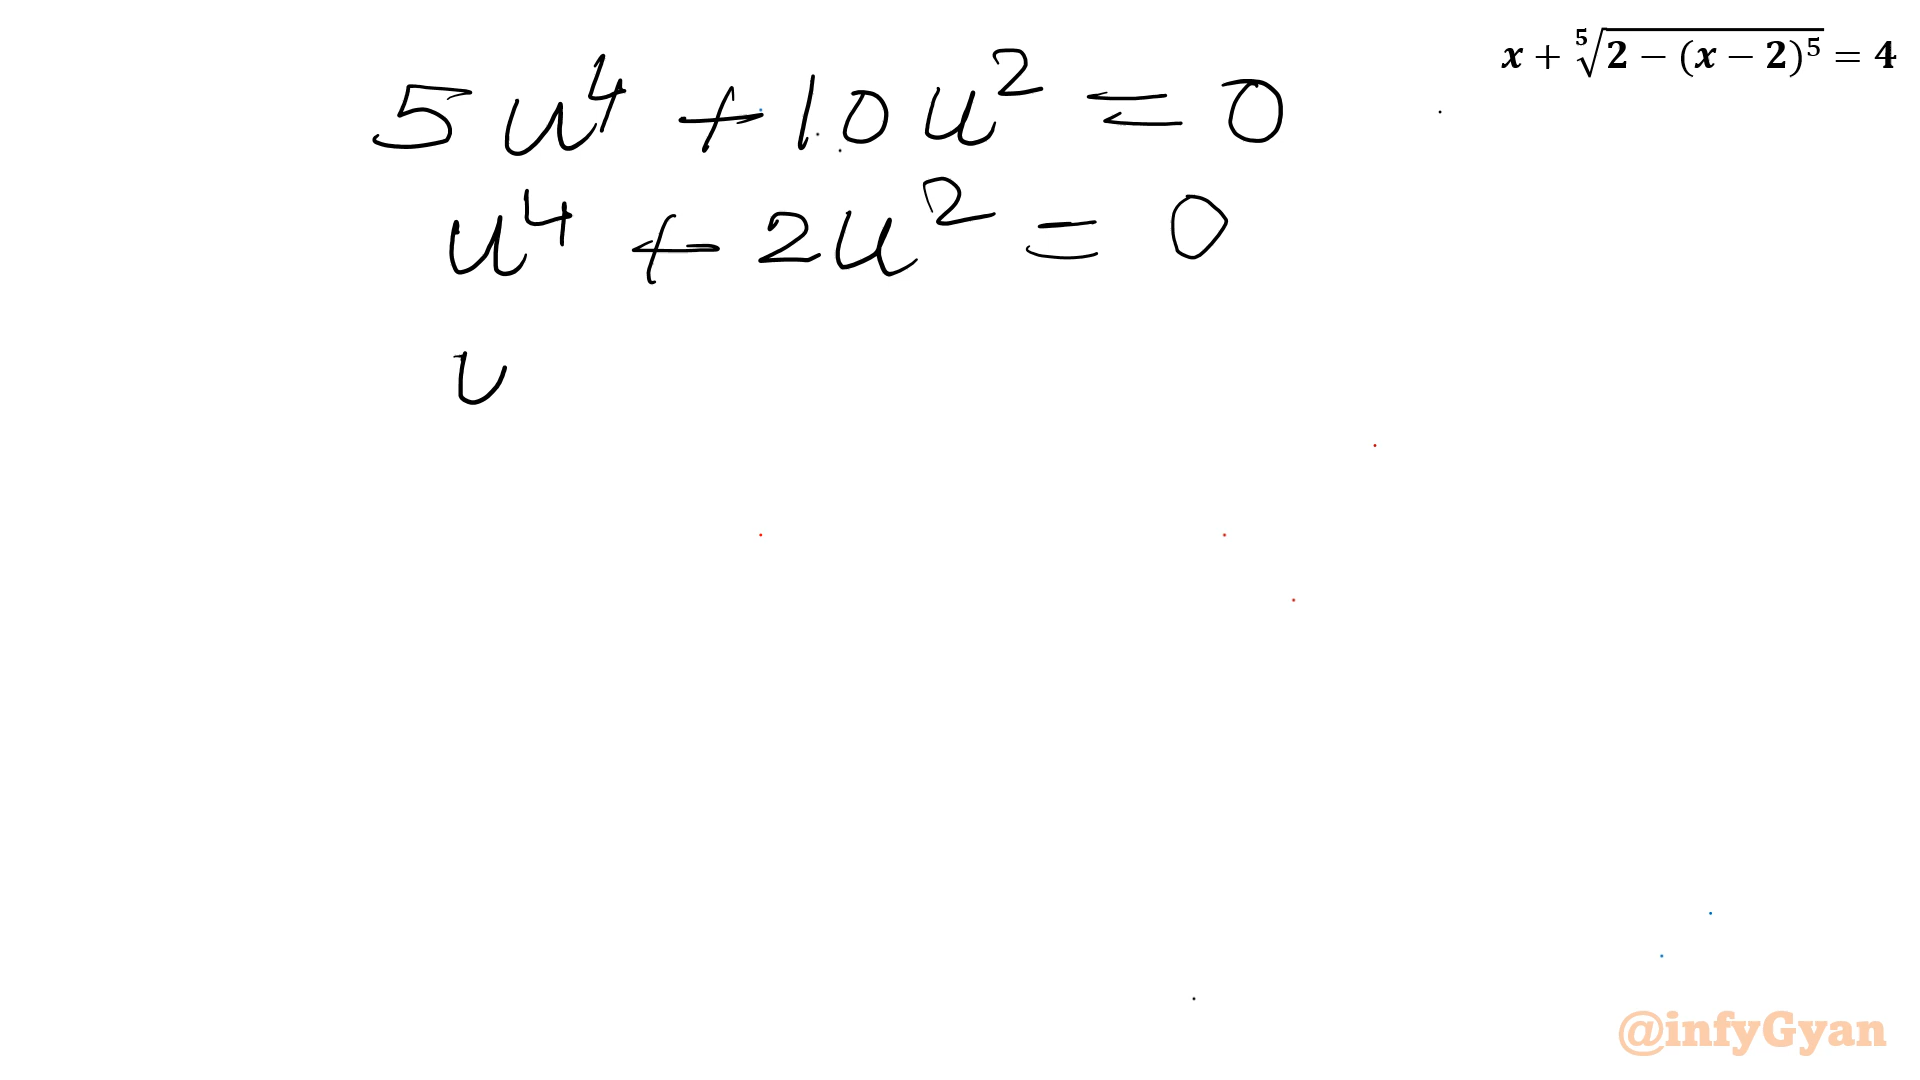 x + ⁵√(2 − (x − 2)⁵) = 4
5u⁴ + 10u² = 0
u⁴ + 2u² = 0
u
@infyGyan